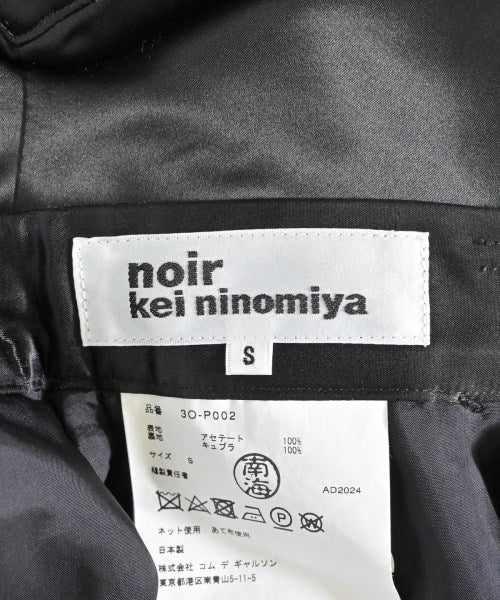 noir
kei ninomiya
S
品番 3O-P002
表地 アセテート 100%
裏地 キュプラ 100%
サイズ S
縫製責任者
南海
AD2024
ネット使用 あて布使用
日本製
株式会社 コム デ ギャルソン
東京都港区南青山5-11-5